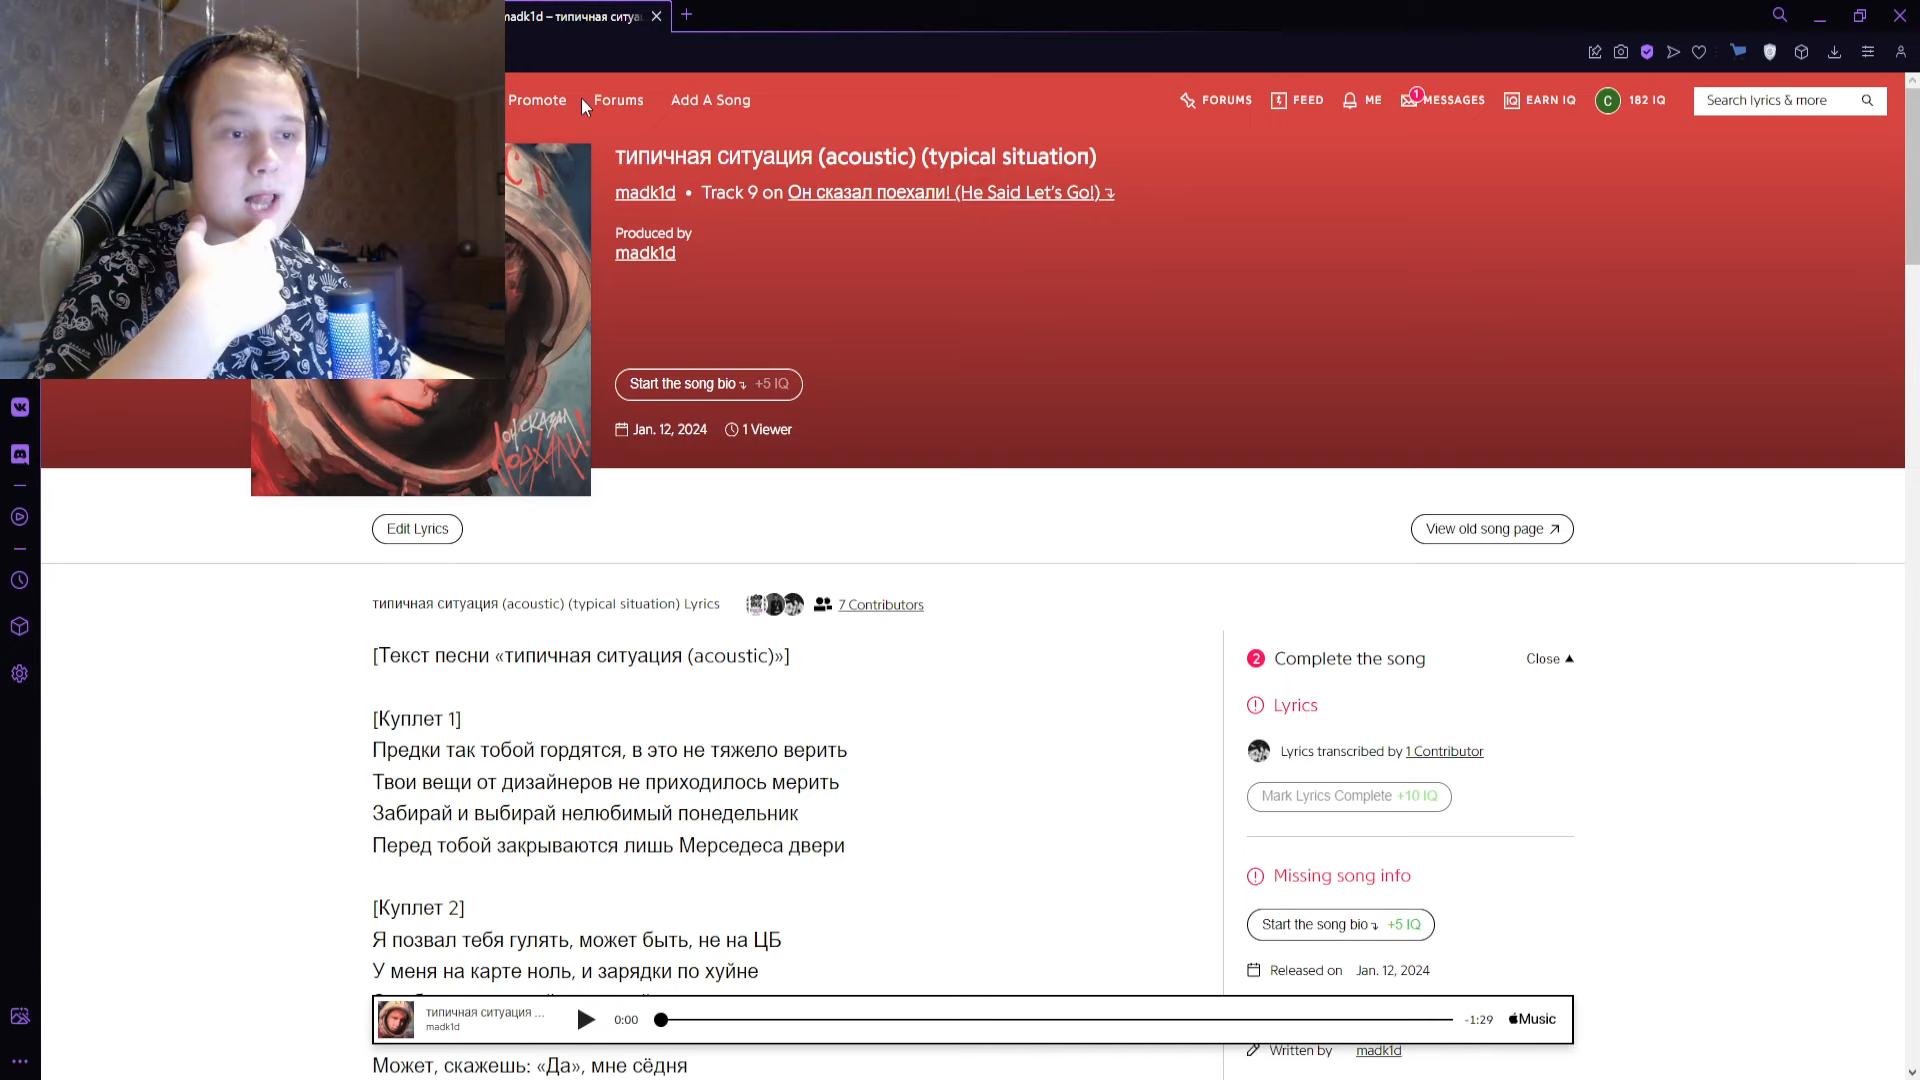 madk1d – типичная ситуа
Promote
Forums
Add A Song
FORUMS
FEED
ME
1
MESSAGES
IQ
EARN IQ
C
182 IQ
Search lyrics & more
типичная ситуация (acoustic) (typical situation)
madk1d • Track 9 on Он сказал поехали! (He Said Let's Go!)
Produced by
madk1d
Start the song bio +5 IQ
Jan. 12, 2024
1 Viewer
ОН СКАЗАЛ
ПОЕХАЛИ!
Edit Lyrics
View old song page
типичная ситуация (acoustic) (typical situation) Lyrics
7 Contributors
[Текст песни «типичная ситуация (acoustic)»]
[Куплет 1]
Предки так тобой гордятся, в это не тяжело верить
Твои вещи от дизайнеров не приходилось мерить
Забирай и выбирай нелюбимый понедельник
Перед тобой закрываются лишь Мерседеса двери
[Куплет 2]
Я позвал тебя гулять, может быть, не на ЦБ
У меня на карте ноль, и зарядки по хуйне
Может, скажешь: «Да», мне сёдня
2 Complete the song
Close
Lyrics
Lyrics transcribed by 1 Contributor
Mark Lyrics Complete +10 IQ
Missing song info
Start the song bio +5 IQ
Released on Jan. 12, 2024
Written by madk1d
типичная ситуация ...
madk1d
0:00
-1:29
Music